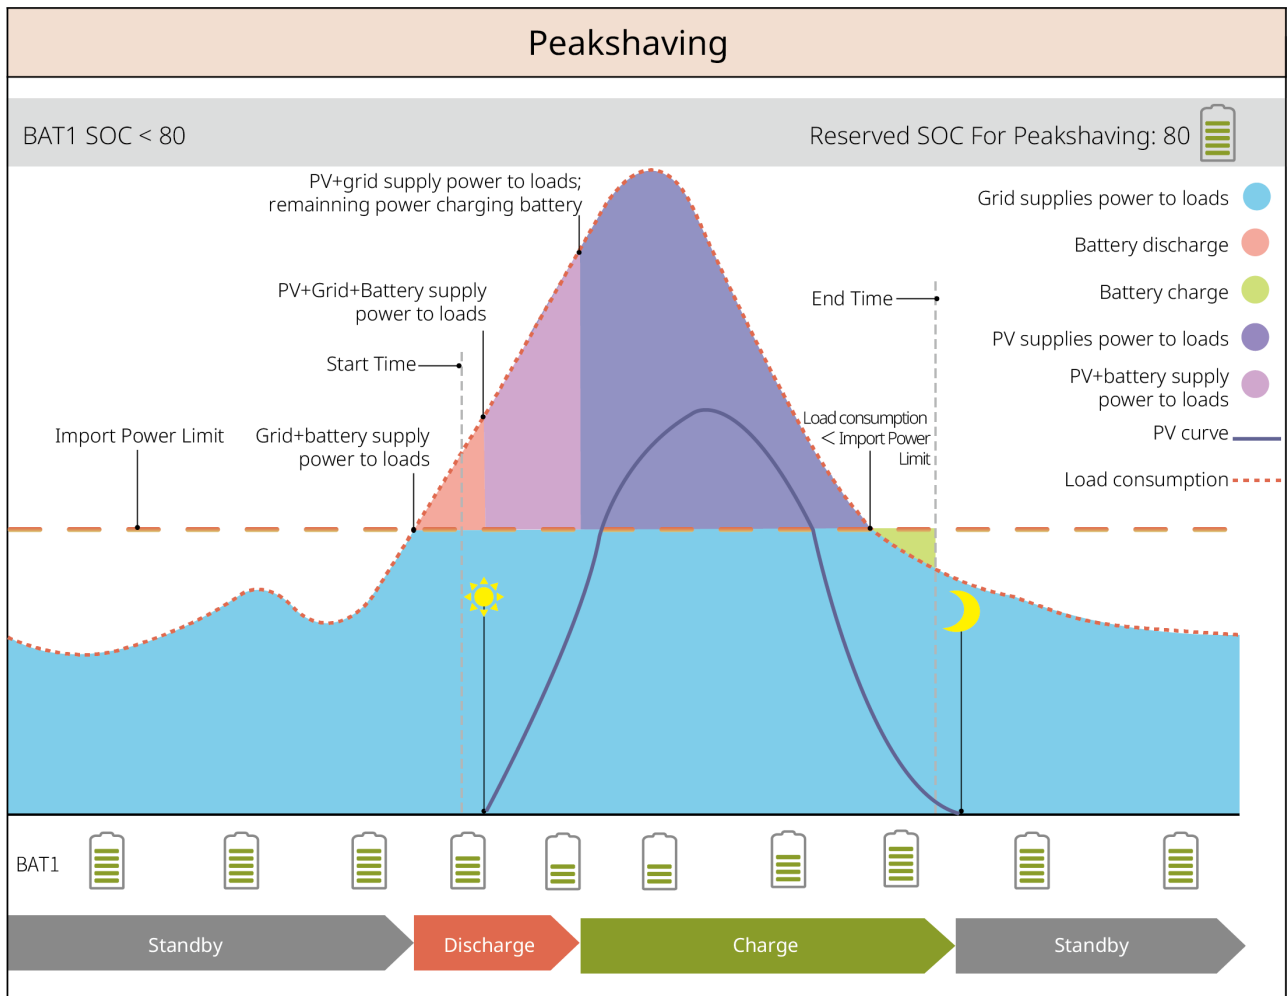 Peakshaving
BAT1 SOC < 80
Reserved SOC For Peakshaving: 80
PV+grid supply power to loads;
remainning power charging battery
PV+Grid+Battery supply
power to loads
Start Time
Import Power Limit
Grid+battery supply
power to loads
End Time
Load consumption
< Import Power
Limit
Grid supplies power to loads
Battery discharge
Battery charge
PV supplies power to loads
PV+battery supply
power to loads
PV curve
Load consumption
BAT1
Standby
Discharge
Charge
Standby